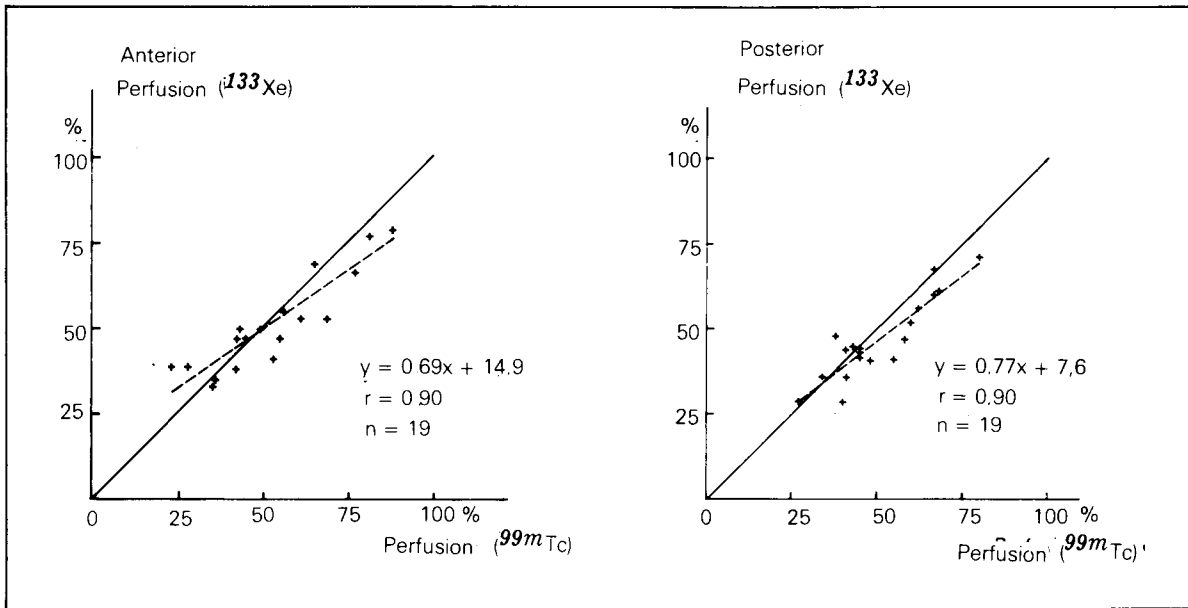 Anterior
Perfusion (133Xe)
%
100
75
50
25
0 25 50 75 100 %
Perfusion (99mTc)
y = 0.69x + 14.9
r = 0.90
n = 19
Posterior
Perfusion (133Xe)
%
100
75
50
25
0 25 50 75 100 %
Perfusion (99mTc)
y = 0.77x + 7,6
r = 0.90
n = 19